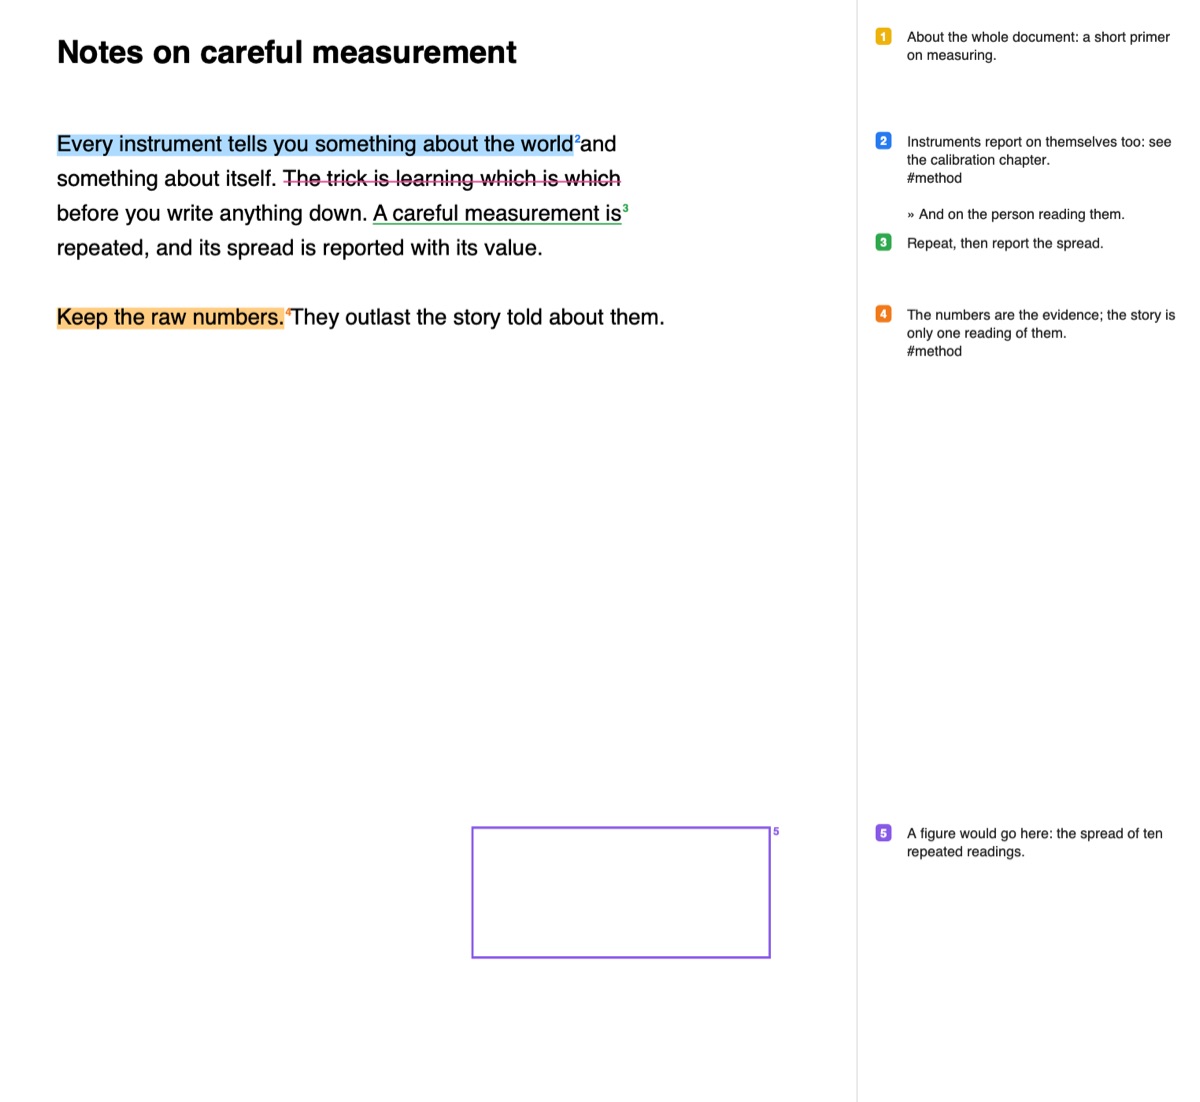 Notes on careful measurement
Every instrument tells you something about the world²and
something about itself. The trick is learning which is which
before you write anything down. A careful measurement is³
repeated, and its spread is reported with its value.
Keep the raw numbers.⁴They outlast the story told about them.
5
1 About the whole document: a short primer
on measuring.
2 Instruments report on themselves too: see
the calibration chapter.
#method
» And on the person reading them.
3 Repeat, then report the spread.
4 The numbers are the evidence; the story is
only one reading of them.
#method
5 A figure would go here: the spread of ten
repeated readings.